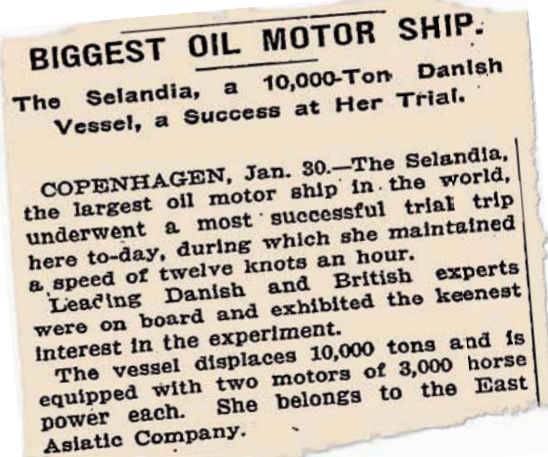 BIGGEST OIL MOTOR SHIP.
The Selandia, a 10,000-Ton Danish
Vessel, a Success at Her Trial.
COPENHAGEN, Jan. 30.—The Selandia,
the largest oil motor ship in the world,
underwent a most successful trial trip
here to-day, during which she maintained
a speed of twelve knots an hour.
Leading Danish and British experts
were on board and exhibited the keenest
interest in the experiment.
The vessel displaces 10,000 tons and is
equipped with two motors of 3,000 horse
power each. She belongs to the East
Asiatic Company.